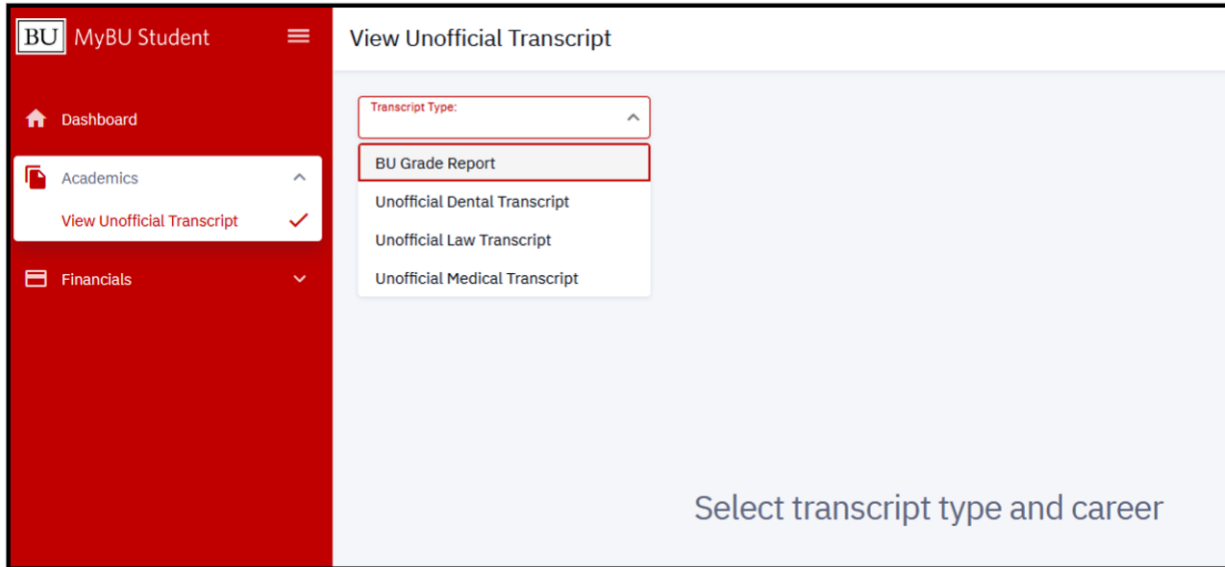 BU MyBU Student
View Unofficial Transcript
Dashboard
Academics
View Unofficial Transcript
Financials
Transcript Type:
BU Grade Report
Unofficial Dental Transcript
Unofficial Law Transcript
Unofficial Medical Transcript
Select transcript type and career